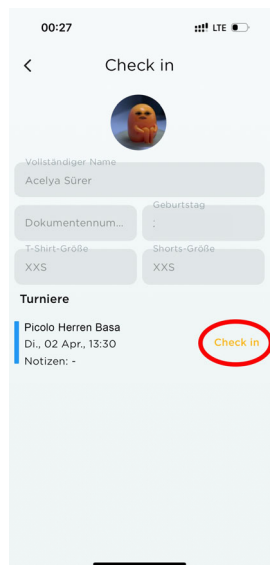 00:27 LTE
Check in
Vollständiger Name
Acelya Sürer
Geburtstag
Dokumentennum... :
T-Shirt-Größe Shorts-Größe
XXS XXS
Turniere
Picolo Herren Basa
Di., 02 Apr., 13:30
Check in
Notizen: -